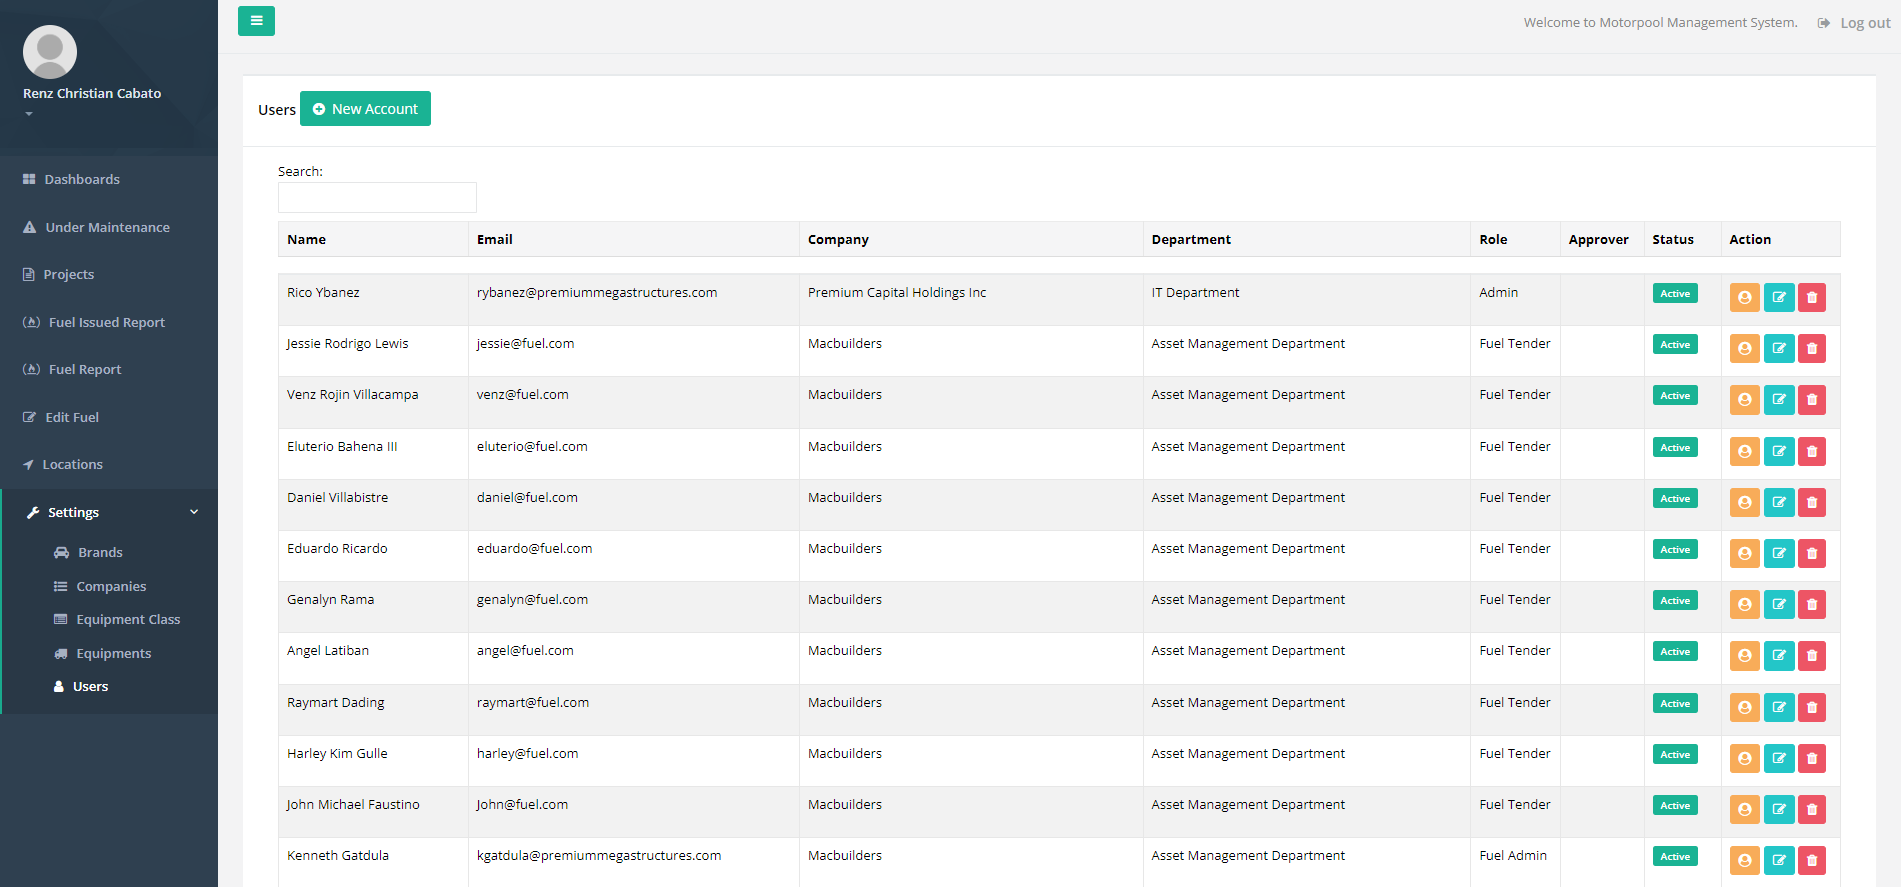 Renz Christian Cabato
Dashboards
Under Maintenance
Projects
Fuel Issued Report
Fuel Report
Edit Fuel
Locations
Settings
Brands
Companies
Equipment Class
Equipments
Users
Welcome to Motorpool Management System. Log out
Users New Account
Search:
Name Email Company Department Role Approver Status Action
Rico Ybanez rybanez@premiummegastructures.com Premium Capital Holdings Inc IT Department Admin Active
Jessie Rodrigo Lewis jessie@fuel.com Macbuilders Asset Management Department Fuel Tender Active
Venz Rojin Villacampa venz@fuel.com Macbuilders Asset Management Department Fuel Tender Active
Eluterio Bahena III eluterio@fuel.com Macbuilders Asset Management Department Fuel Tender Active
Daniel Villabistre daniel@fuel.com Macbuilders Asset Management Department Fuel Tender Active
Eduardo Ricardo eduardo@fuel.com Macbuilders Asset Management Department Fuel Tender Active
Genalyn Rama genalyn@fuel.com Macbuilders Asset Management Department Fuel Tender Active
Angel Latiban angel@fuel.com Macbuilders Asset Management Department Fuel Tender Active
Raymart Dading raymart@fuel.com Macbuilders Asset Management Department Fuel Tender Active
Harley Kim Gulle harley@fuel.com Macbuilders Asset Management Department Fuel Tender Active
John Michael Faustino John@fuel.com Macbuilders Asset Management Department Fuel Tender Active
Kenneth Gatdula kgatdula@premiummegastructures.com Macbuilders Asset Management Department Fuel Admin Active